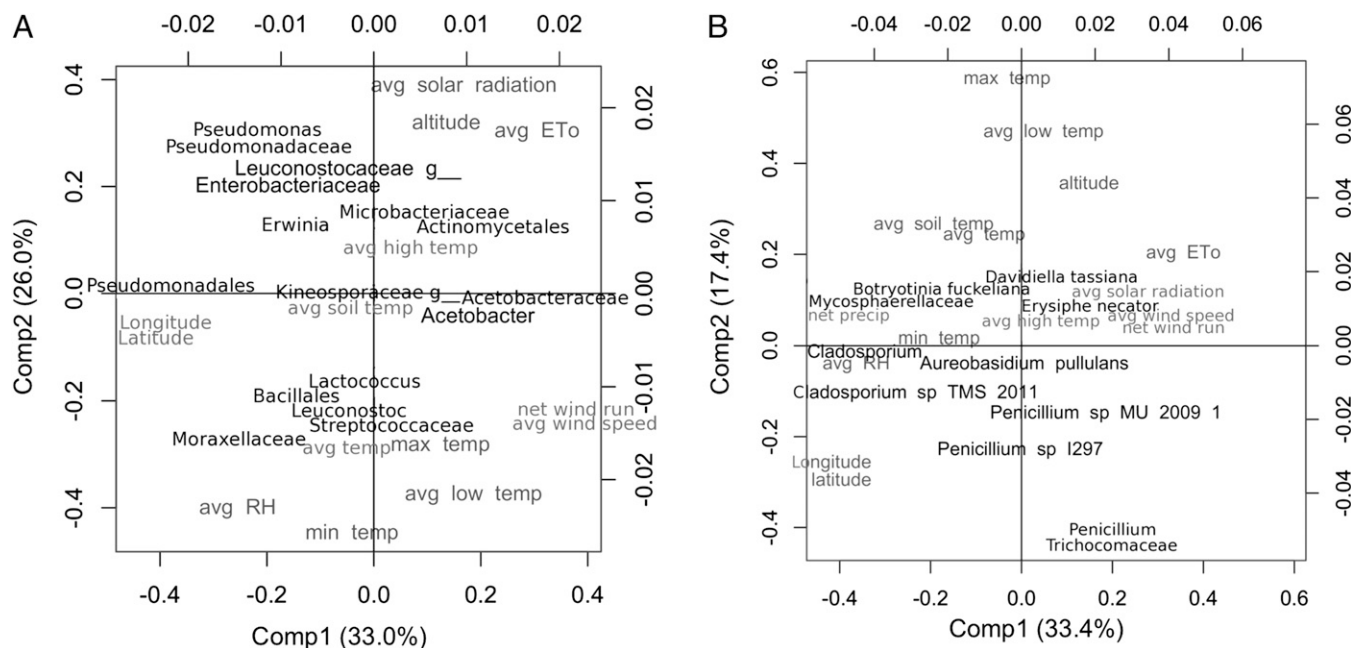 A
-0.02 0.00 0.02
0.4
0.2
0.0
-0.2
-0.4
Comp2 (26.0%)
avg solar radiation
altitude
avg ETo
Pseudomonas
Pseudomonadaceae
Leuconostocaceae g__
Enterobacteriaceae
Microbacteriaceae
Erwinia
Actinomycetales
avg high temp
Pseudomonadales
Kineosporaceae g__
Acetobacteraceae
avg soil temp
Acetobacter
Longitude
Latitude
Lactococcus
Bacillales
Leuconostoc
net wind run
Streptococcaceae
avg wind speed
Moraxellaceae
avg temp
max temp
avg low temp
avg RH
min temp
0.02
0.01
0.00
-0.01
-0.02
-0.4 -0.2 0.0 0.2 0.4
Comp1 (33.0%)
B
-0.04 -0.02 0.00 0.02 0.04 0.06
0.6
0.4
0.2
0.0
-0.2
-0.4
Comp2 (17.4%)
max temp
avg low temp
altitude
avg soil temp
avg temp
avg ETo
Davidiella tassiana
Botryotinia fuckeliana
avg solar radiation
Mycosphaerellaceae
Erysiphe necator
net precip
avg high temp
avg wind speed
net wind run
min temp
Cladosporium
avg RH
Aureobasidium pullulans
Cladosporium sp TMS 2011
Penicillium sp MU 2009 1
Penicillium sp I297
Longitude
latitude
Penicillium
Trichocomaceae
0.06
0.04
0.02
0.00
-0.02
-0.04
-0.4 -0.2 0.0 0.2 0.4 0.6
Comp1 (33.4%)